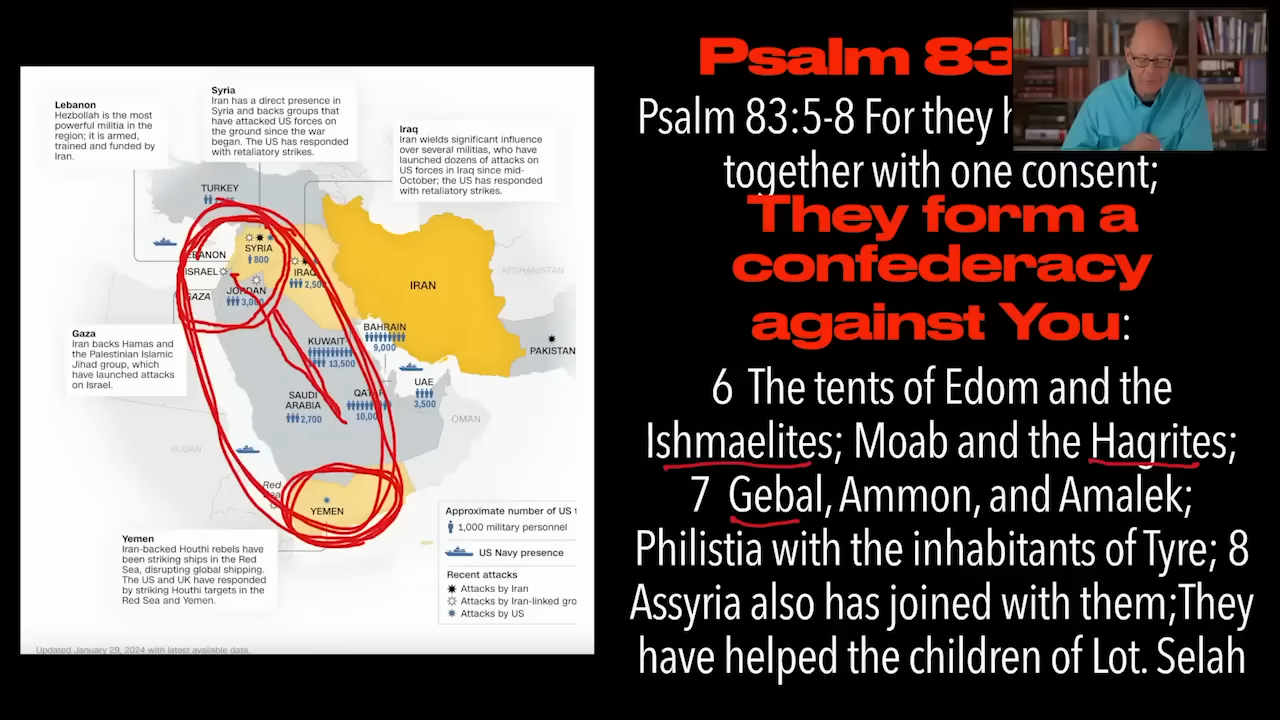 Lebanon
Hezbollah is the most
powerful militia in the
region; it is armed,
trained and funded by
Iran.
Syria
Iran has a direct presence in
Syria and backs groups that
have attacked US forces on
the ground since the war
began. The US has responded
with retaliatory strikes.
Iraq
Iran wields significant influence
over several militias, who have
launched dozens of attacks on
US forces in Iraq since mid-
October; the US has responded
with retaliatory strikes.
TURKEY
SYRIA
800
LEBANON
ISRAEL
IRAQ
2,500
JORDAN
3,000
GAZA
IRAN
AFGHANISTAN
BAHRAIN
9,000
KUWAIT
13,500
PAKISTAN
QATAR
10,000
UAE
3,500
SAUDI
ARABIA
2,700
OMAN
SUDAN
Red
Sea
YEMEN
Gaza
Iran backs Hamas and
the Palestinian Islamic
Jihad group, which
have launched attacks
on Israel.
Yemen
Iran-backed Houthi rebels have
been striking ships in the Red
Sea, disrupting global shipping.
The US and UK have responded
by striking Houthi targets in the
Red Sea and Yemen.
Approximate number of US t
1,000 military personnel
US Navy presence
Recent attacks
Attacks by Iran
Attacks by Iran-linked gro
Attacks by US
Updated January 29, 2024 with latest available data.
Psalm 83
Psalm 83:5-8 For they h
together with one consent;
They form a
confederacy
against You:
6 The tents of Edom and the
Ishmaelites; Moab and the Hagrites;
7 Gebal, Ammon, and Amalek;
Philistia with the inhabitants of Tyre; 8
Assyria also has joined with them;They
have helped the children of Lot. Selah